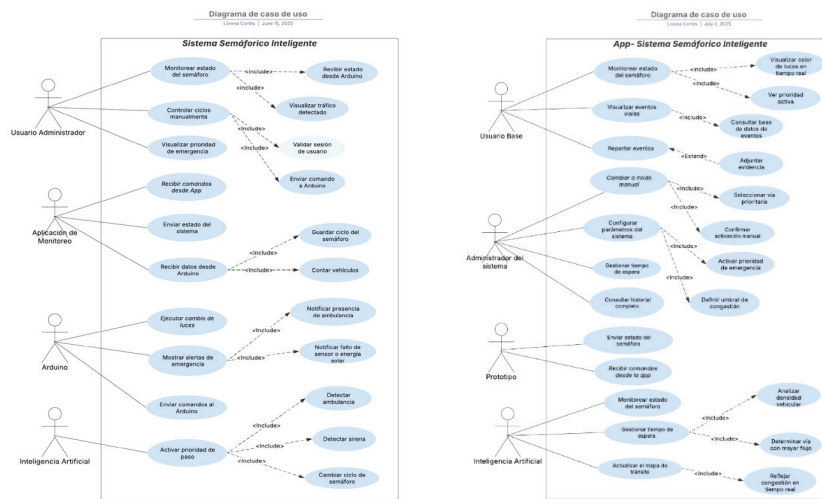 Diagrama de caso de uso
Lorena Cortés | June 15, 2025
Sistema Semáforico Inteligente
Usuario Administrador
Monitorear estado
del semáforo
<Include>
Recibir estado
desde Arduino
<Include>
Visualizar tráfico
detectado
Controlar ciclos
manualmente
<Include>
Validar sesión
de usuario
<Include>
Enviar comando
a Arduino
Visualizar prioridad
de emergencia
Aplicación de
Monitoreo
Recibir comandos
desde App
Enviar estado del
sistema
Recibir datos desde
Arduino
<Include>
Guardar ciclo del
semáforo
<Include>
Contar vehículos
Arduino
Ejecutar cambio de
luces
Mostrar alertas de
emergencia
<Include>
Notificar presencia
de ambulancia
<Include>
Notificar fallo de
sensor o energía
solar
Enviar comandos al
Arduino
Inteligencia Artificial
Activar prioridad de
paso
<Include>
Detectar
ambulancia
<Include>
Detectar sirena
<Include>
Cambiar ciclo de
semáforo
Diagrama de caso de uso
Lorena Cortés | July 2, 2025
App- Sistema Semáforico Inteligente
Usuario Base
Monitorear estado
del semáforo
<Include>
Visualizar color
de luces en
tiempo real
<Include>
Ver prioridad
activa
Visualizar eventos
viales
<Include>
Consultar base
de datos de
eventos
Reportar eventos
<Extend>
Adjuntar
evidencia
Administrador del
sistema
Cambiar a modo
manual
<Include>
Seleccionar vía
prioritaria
<Include>
Confirmar
activación manual
Configurar
parámetros del
sistema
<Include>
Activar prioridad
de emergencia
<Include>
Definir umbral de
congestión
Gestionar tiempo
de espera
Consultar historial
completo
Prototipo
Enviar estado del
semáforo
Recibir comandos
desde la app
Inteligencia Artificial
Monitorear estado
del semáforo
Gestionar tiempo de
espera
<Include>
Analizar
densidad
vehicular
<Include>
Determinar vía
con mayor flujo
Actualizar el mapa de
tránsito
<Include>
Reflejar
congestión en
tiempo real